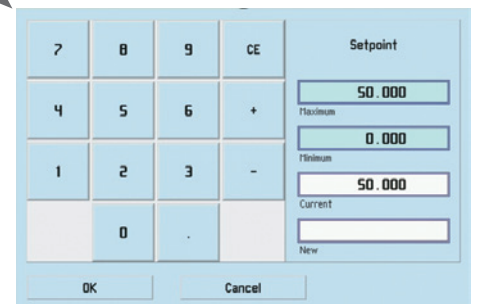 7 8 9 CE
4 5 6 + 
1 2 3 -
0 .
Setpoint
50.000
Maximum
0.000
Minimum
50.000
Current
New
OK Cancel